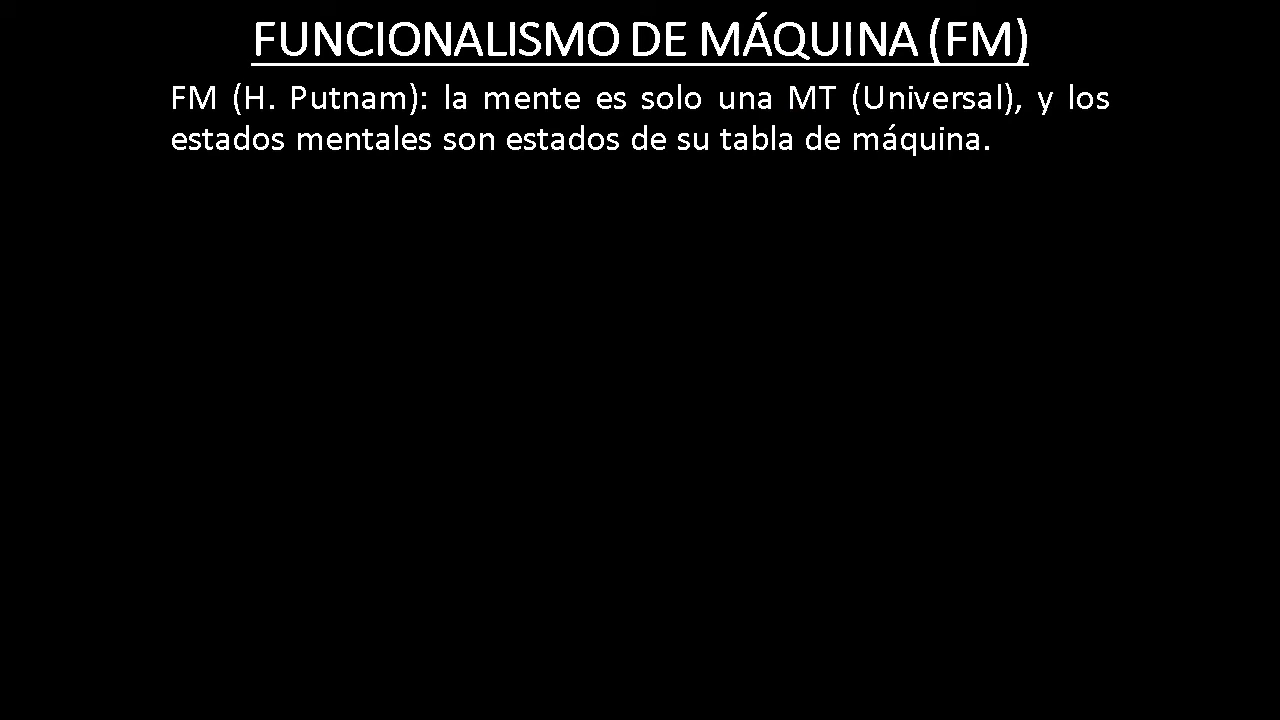 FUNCIONALISMO DE MÁQUINA (FM)
FM (H. Putnam): la mente es solo una MT (Universal), y los
estados mentales son estados de su tabla de máquina.